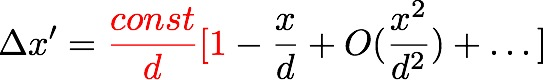 Δx′ = const/d [1 − x/d + O(x²/d²) + …]